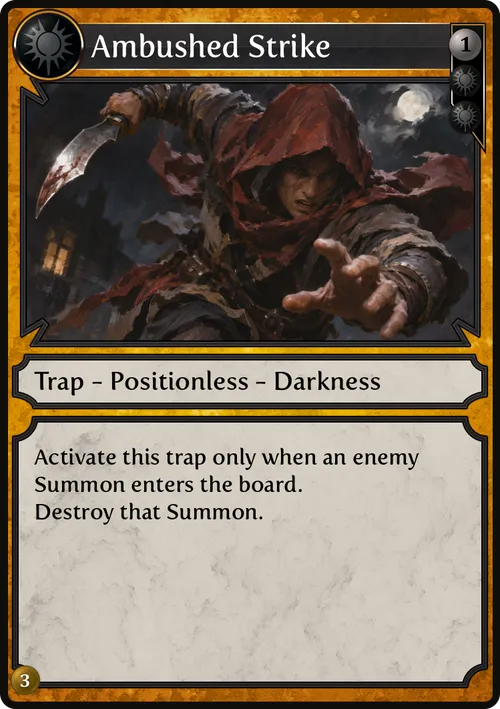 Ambushed Strike
1
Trap - Positionless - Darkness
Activate this trap only when an enemy
Summon enters the board.
Destroy that Summon.
3